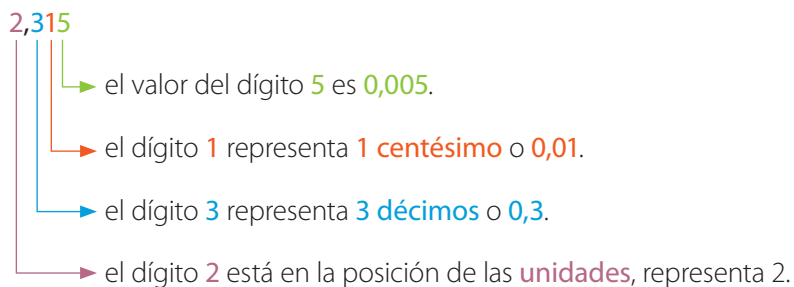 2,315
el valor del dígito 5 es 0,005.
el dígito 1 representa 1 centésimo o 0,01.
el dígito 3 representa 3 décimos o 0,3.
el dígito 2 está en la posición de las unidades, representa 2.